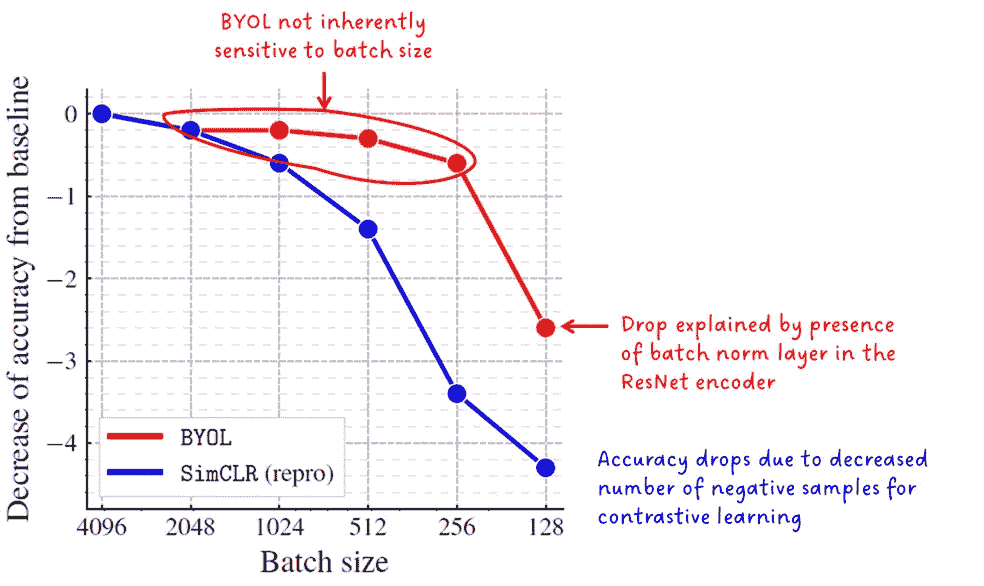 BYOL not inherently
sensitive to batch size
Decrease of accuracy from baseline
0
−1
−2
−3
−4
BYOL
SimCLR (repro)
4096 2048 1024 512 256 128
Batch size
Drop explained by presence
of batch norm layer in the
ResNet encoder
Accuracy drops due to decreased
number of negative samples for
contrastive learning